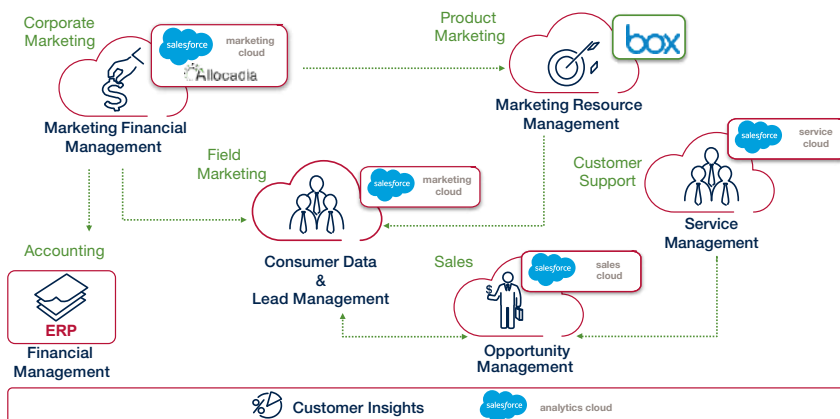 Corporate
Marketing
salesforce
marketing
cloud
Allocadia
$
Marketing Financial
Management
Product
Marketing
box
Marketing Resource
Management
Field
Marketing
salesforce
marketing
cloud
Consumer Data
&
Lead Management
Customer
Support
salesforce
service
cloud
Service
Management
Accounting
ERP
Financial
Management
Sales
salesforce
sales
cloud
$
Opportunity
Management
%
Customer Insights
salesforce
analytics cloud